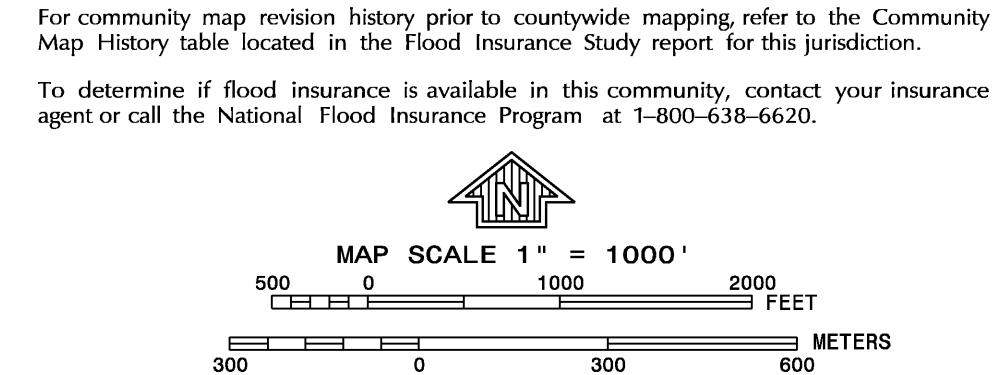 For community map revision history prior to countywide mapping, refer to the Community
Map History table located in the Flood Insurance Study report for this jurisdiction.
To determine if flood insurance is available in this community, contact your insurance
agent or call the National Flood Insurance Program at 1–800–638–6620.
N
MAP SCALE 1" = 1000'
500 0 1000 2000
FEET
METERS
300 0 300 600